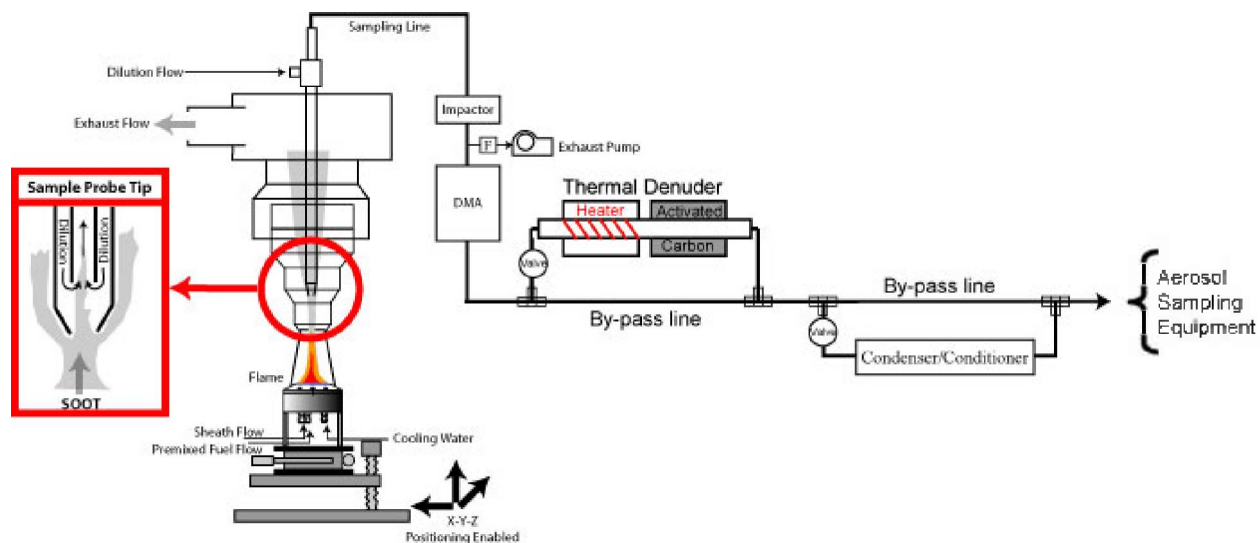 Sampling Line
Dilution Flow
Exhaust Flow
Impactor
F
Exhaust Pump
Sample Probe Tip
Dilution
Dilution
SOOT
DMA
Thermal Denuder
Heater
Activated
Carbon
Valve
By-pass line
By-pass line
Valve
Condenser/Conditioner
Aerosol
Sampling
Equipment
Flame
Sheath Flow
Premixed Fuel Flow
Cooling Water
X-Y-Z
Positioning Enabled